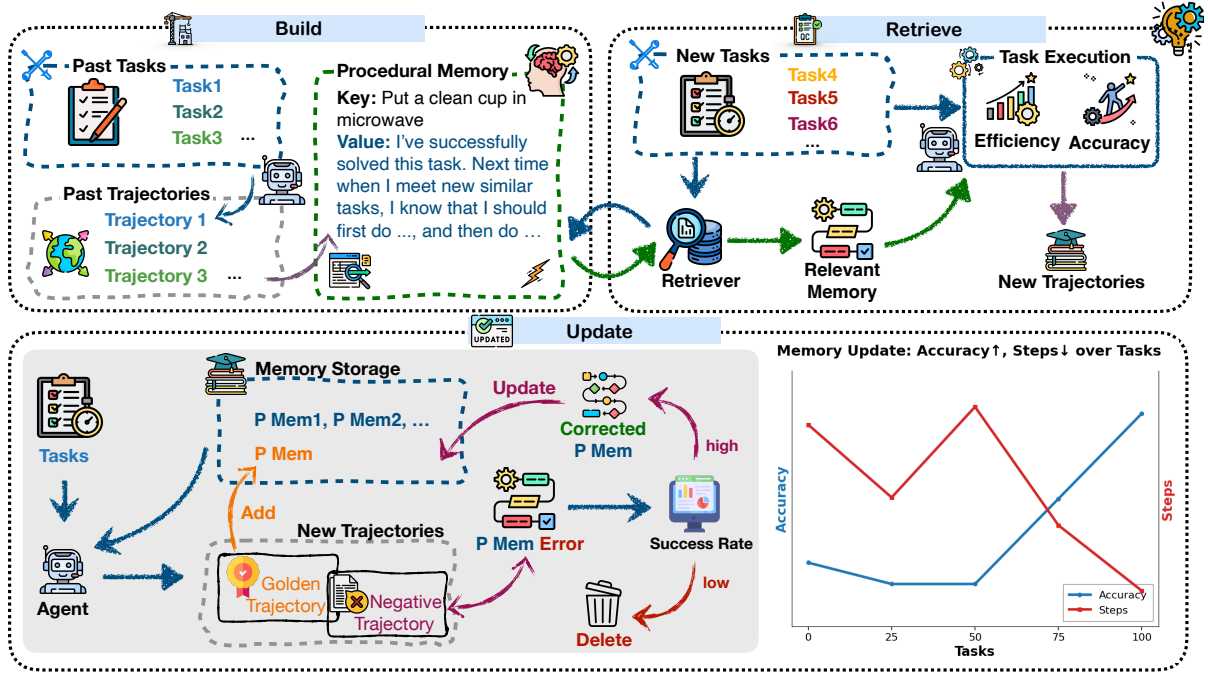 Build
Past Tasks
Task1
Task2
Task3 ...
Past Trajectories
Trajectory 1
Trajectory 2
Trajectory 3 ...
Procedural Memory
Key: Put a clean cup in
microwave
Value: I've successfully
solved this task. Next time
when I meet new similar
tasks, I know that I should
first do ..., and then do ...
Retrieve
QC
New Tasks
Task4
Task5
Task6
...
Task Execution
Efficiency
Accuracy
Retriever
Relevant
Memory
New Trajectories
UPDATED
Update
Tasks
Agent
Memory Storage
P Mem1, P Mem2, ...
P Mem
Add
New Trajectories
Golden
Trajectory
Negative
Trajectory
Update
Corrected
P Mem
high
P Mem Error
Success Rate
low
Delete
Memory Update: Accuracy↑, Steps↓ over Tasks
Accuracy
Steps
Accuracy
Steps
0 25 50 75 100
Tasks